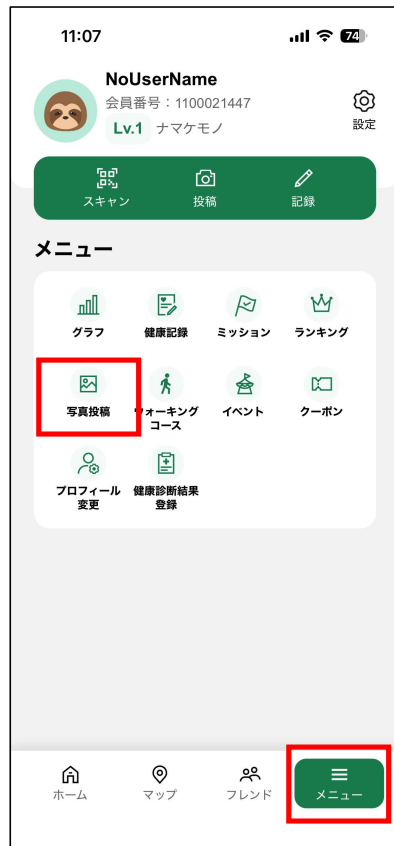 11:07
74
NoUserName
会員番号：1100021447
Lv.1 ナマケモノ
設定
スキャン 投稿 記録
メニュー
グラフ 健康記録 ミッション ランキング
写真投稿 ウォーキング イベント クーポン
コース
プロフィール 健康診断結果
変更 登録
ホーム マップ フレンド メニュー